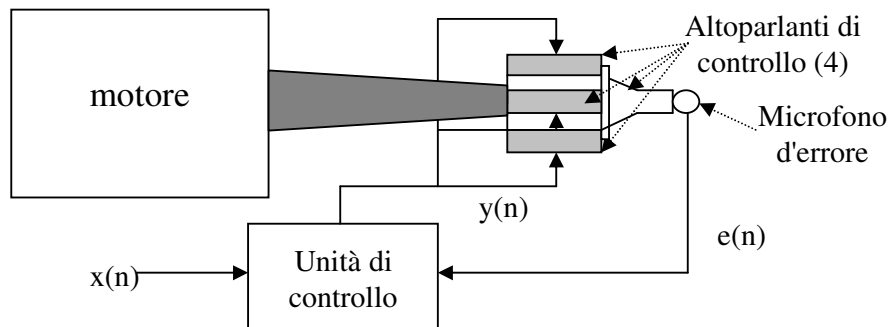 motore
Altoparlanti di
controllo (4)
Microfono
d'errore
y(n)
e(n)
x(n)
Unità di
controllo